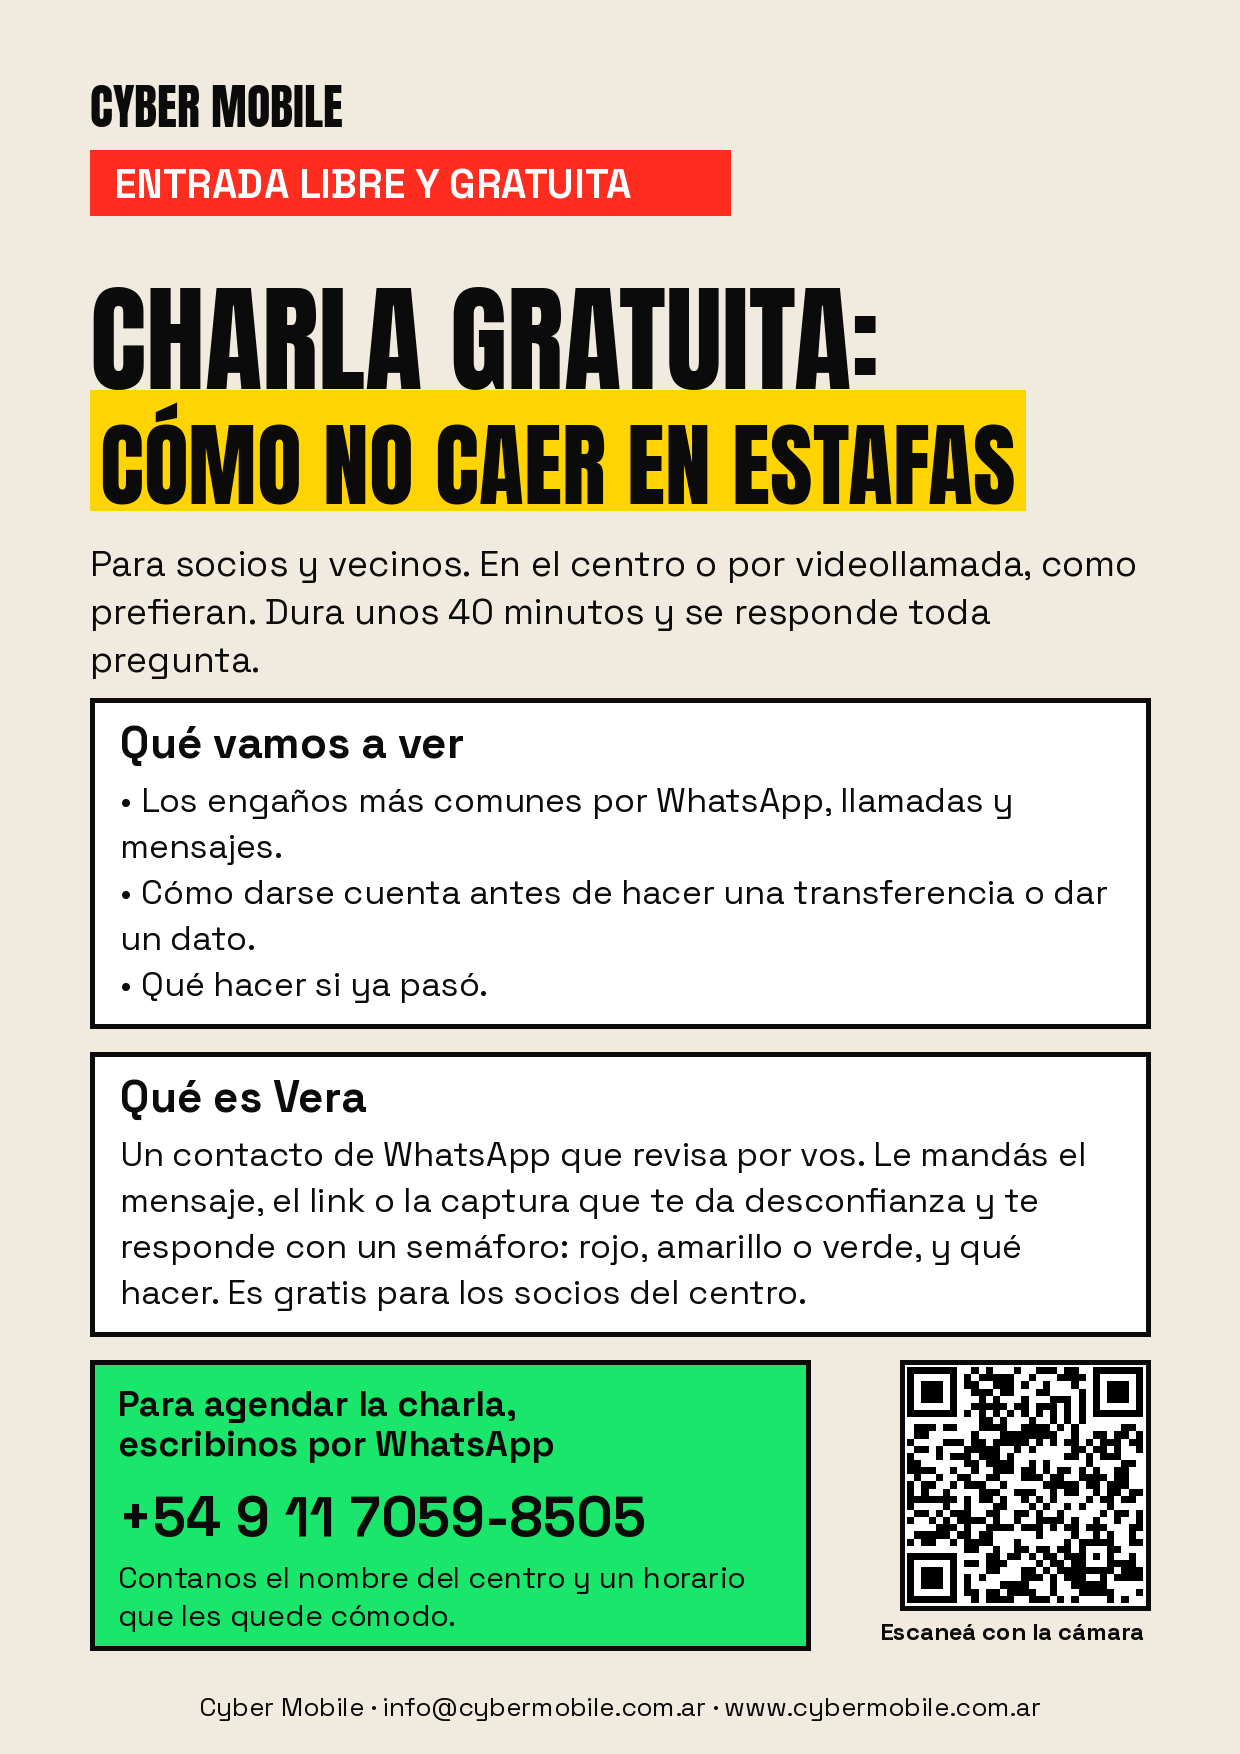 CYBER MOBILE
ENTRADA LIBRE Y GRATUITA
CHARLA GRATUITA:
CÓMO NO CAER EN ESTAFAS
Para socios y vecinos. En el centro o por videollamada, como
prefieran. Dura unos 40 minutos y se responde toda
pregunta.
Qué vamos a ver
• Los engaños más comunes por WhatsApp, llamadas y
mensajes.
• Cómo darse cuenta antes de hacer una transferencia o dar
un dato.
• Qué hacer si ya pasó.
Qué es Vera
Un contacto de WhatsApp que revisa por vos. Le mandás el
mensaje, el link o la captura que te da desconfianza y te
responde con un semáforo: rojo, amarillo o verde, y qué
hacer. Es gratis para los socios del centro.
Para agendar la charla,
escribinos por WhatsApp
+54 9 11 7059-8505
Contanos el nombre del centro y un horario
que les quede cómodo.
Escaneá con la cámara
Cyber Mobile · info@cybermobile.com.ar · www.cybermobile.com.ar